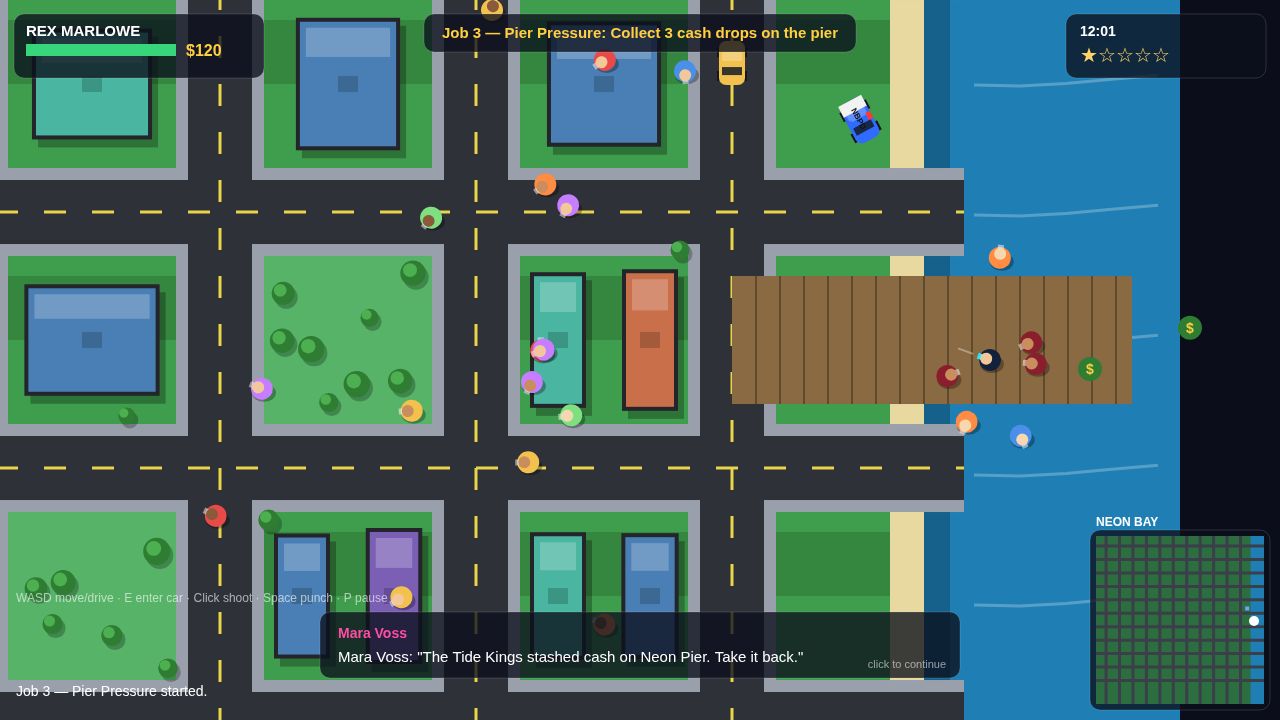 REX MARLOWE
$120
Job 3 — Pier Pressure: Collect 3 cash drops on the pier
12:01
★☆☆☆☆
NBPD
$
$
NEON BAY
WASD move/drive · E enter car · Click shoot · Space punch · P pause
Mara Voss
Mara Voss: "The Tide Kings stashed cash on Neon Pier. Take it back."
click to continue
Job 3 — Pier Pressure started.